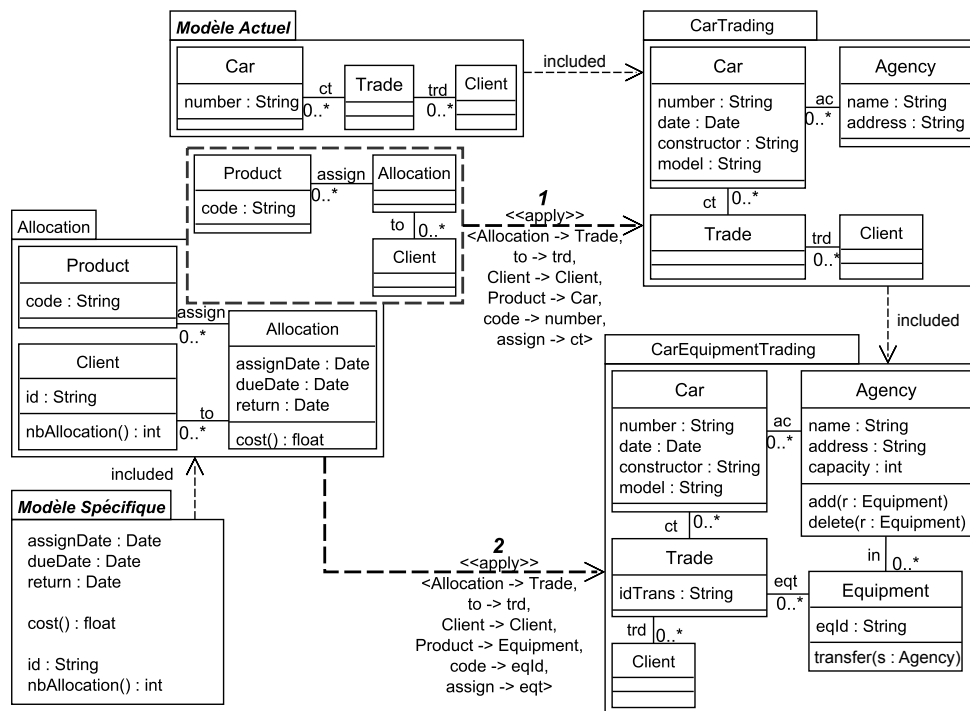 Modèle Actuel
Car
number : String
ct
0..*
Trade
trd
0..*
Client
included
CarTrading
Car
number : String
date : Date
constructor : String
model : String
ac
0..*
Agency
name : String
address : String
ct
0..*
Trade
trd
0..*
Client
Product
code : String
assign
0..*
Allocation
to
0..*
Client
1
<<apply>>
<Allocation -> Trade,
to -> trd,
Client -> Client,
Product -> Car,
code -> number,
assign -> ct>
Allocation
Product
code : String
assign
0..*
Allocation
assignDate : Date
dueDate : Date
return : Date
cost() : float
Client
id : String
nbAllocation() : int
to
0..*
included
included
Modèle Spécifique
assignDate : Date
dueDate : Date
return : Date
cost() : float
id : String
nbAllocation() : int
2
<<apply>>
<Allocation -> Trade,
to -> trd,
Client -> Client,
Product -> Equipment,
code -> eqId,
assign -> eqt>
CarEquipmentTrading
Car
number : String
date : Date
constructor : String
model : String
ac
0..*
Agency
name : String
address : String
capacity : int
add(r : Equipment)
delete(r : Equipment)
ct
0..*
in
0..*
Trade
idTrans : String
eqt
0..*
Equipment
eqId : String
transfer(s : Agency)
trd
0..*
Client